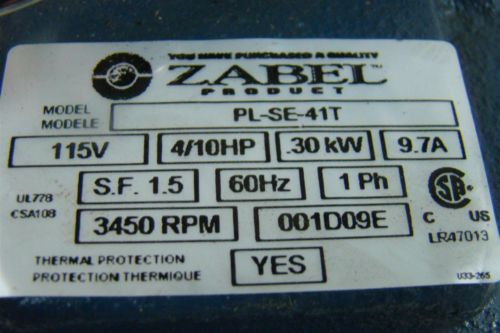 YOU HAVE PURCHASED A QUALITY
ZABEL™
PRODUCT
MODEL
MODELE
PL-SE-41T
115V 4/10HP .30 kW 9.7A
UL778
CSA108
S.F. 1.5 60Hz 1 Ph
3450 RPM 001D09E
C US
LR47013
THERMAL PROTECTION
PROTECTION THERMIQUE
YES
U33-265